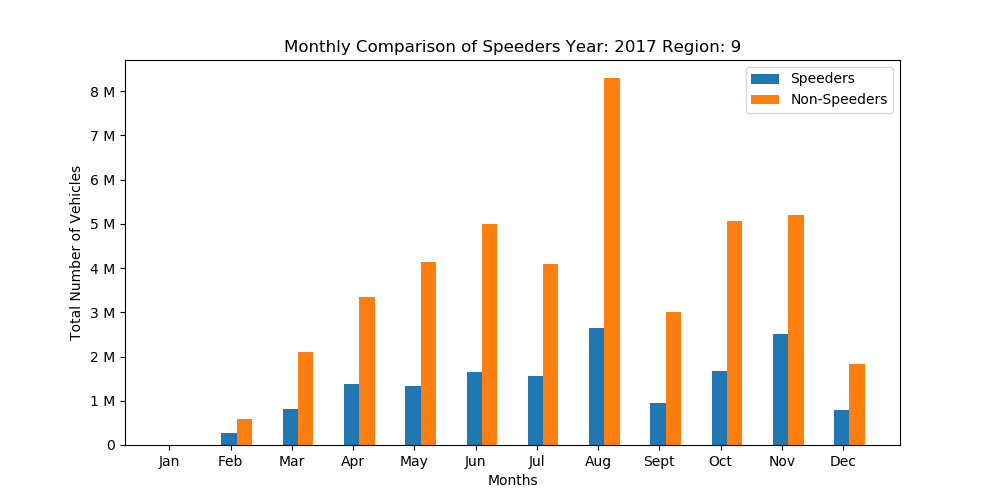 Monthly Comparison of Speeders Year: 2017 Region: 9
Speeders
Non-Speeders
Total Number of Vehicles
8 M
7 M
6 M
5 M
4 M
3 M
2 M
1 M
0
Jan Feb Mar Apr May Jun Jul Aug Sept Oct Nov Dec
Months